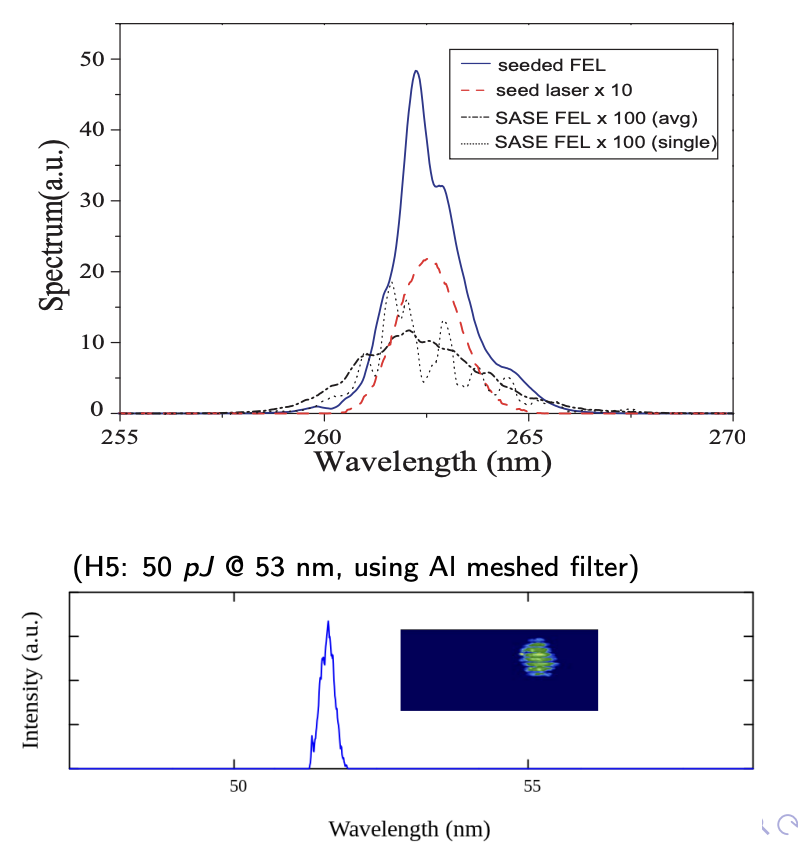 50
40
30
20
10
0
Spectrum(a.u.)
seeded FEL
seed laser x 10
SASE FEL x 100 (avg)
SASE FEL x 100 (single)
255
260
265
270
Wavelength (nm)
(H5: 50 pJ @ 53 nm, using Al meshed filter)
Intensity (a.u.)
50
55
Wavelength (nm)